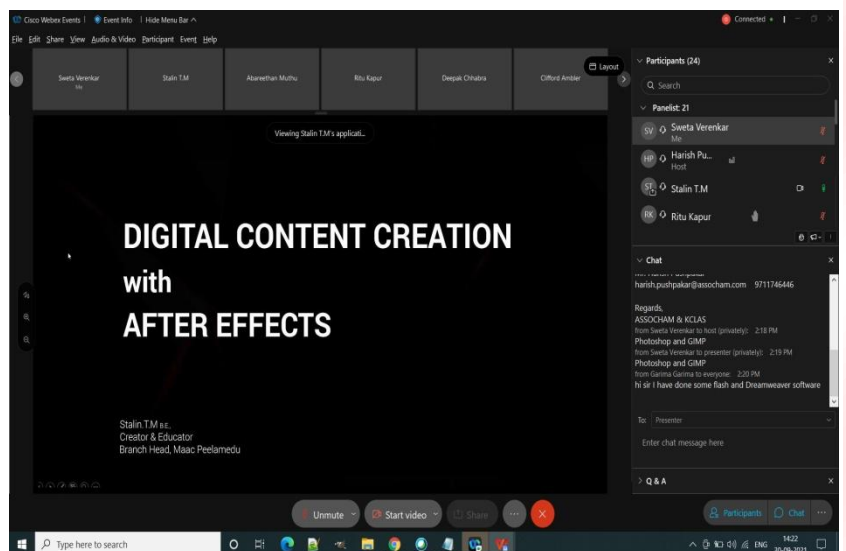 Cisco Webex Events
Event Info
Hide Menu Bar
Connected
File Edit Share View Audio & Video Participant Event Help
Sweta Verenkar
Me
Stalin T.M
Abareethan Muthu
Ritu Kapur
Deepak Chhabra
Clifford Ambler
Layout
Viewing Stalin T.M's applicati...
DIGITAL CONTENT CREATION
with
AFTER EFFECTS
Stalin.T.M B.E.,
Creator & Educator
Branch Head, Maac Peelamedu
Participants (24)
Search
Panelist: 21
SV Sweta Verenkar
Me
HP Harish Pu...
Host
ST Stalin T.M
RK Ritu Kapur
Chat
harish.pushpakar@assocham.com 9711746446
Regards,
ASSOCHAM & KCLAS
from Sweta Verenkar to host (privately): 2:18 PM
Photoshop and GIMP
from Sweta Verenkar to presenter (privately): 2:19 PM
Photoshop and GIMP
from Garima Garima to everyone: 2:20 PM
hi sir I have done some flash and Dreamweaver software
To: Presenter
Enter chat message here
Q & A
Unmute
Start video
Share
Participants
Chat
Type here to search
ENG
14:22